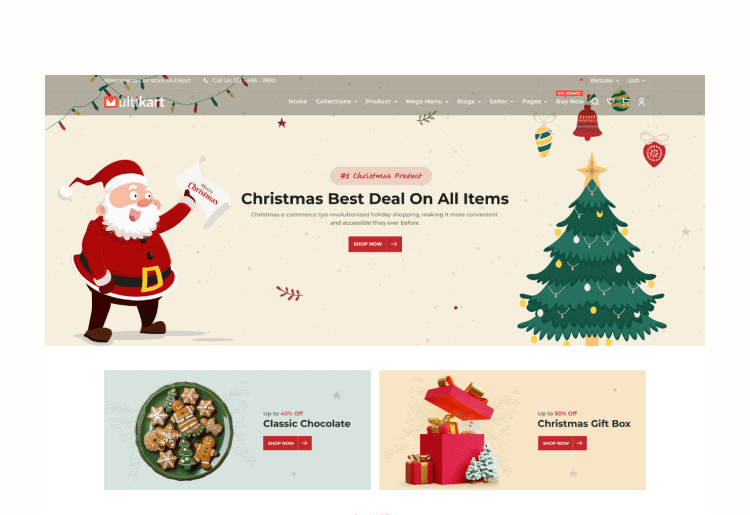 Welcome to Our store Multikart
Call Us: 123 - 456 - 7890
ENGLISH
USD
Multikart
Home
Collections
Product
Mega Menu
Blogs
Seller
Pages
Buy Now
#1 Christmas Product
Merry
Christmas
Christmas Best Deal On All Items
Christmas e-commerce has revolutionized holiday shopping, making it more convenient
and accessible than ever before.
SHOP NOW
Up to 40% Off
Classic Chocolate
SHOP NOW
Up to 50% Off
Christmas Gift Box
SHOP NOW